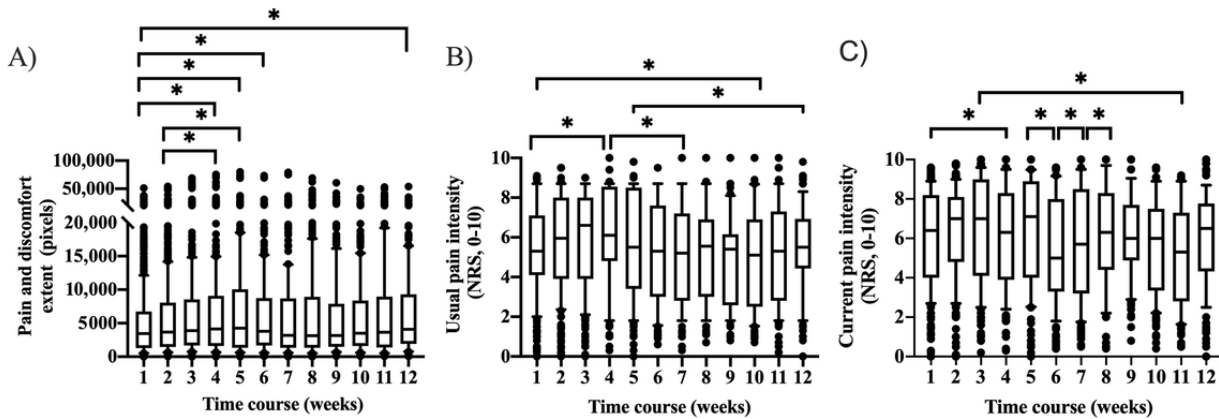 A)
*
*
*
*
*
*
100,000
50,000
20,000
15,000
10,000
5000
0
Pain and discomfort
extent (pixels)
1 2 3 4 5 6 7 8 9 10 11 12
Time course (weeks)
B)
*
*
*
*
10
8
6
4
2
0
Usual pain intensity
(NRS, 0-10)
1 2 3 4 5 6 7 8 9 10 11 12
Time course (weeks)
C)
*
*
*
*
*
10
8
6
4
2
0
Current pain intensity
(NRS, 0-10)
1 2 3 4 5 6 7 8 9 10 11 12
Time course (weeks)